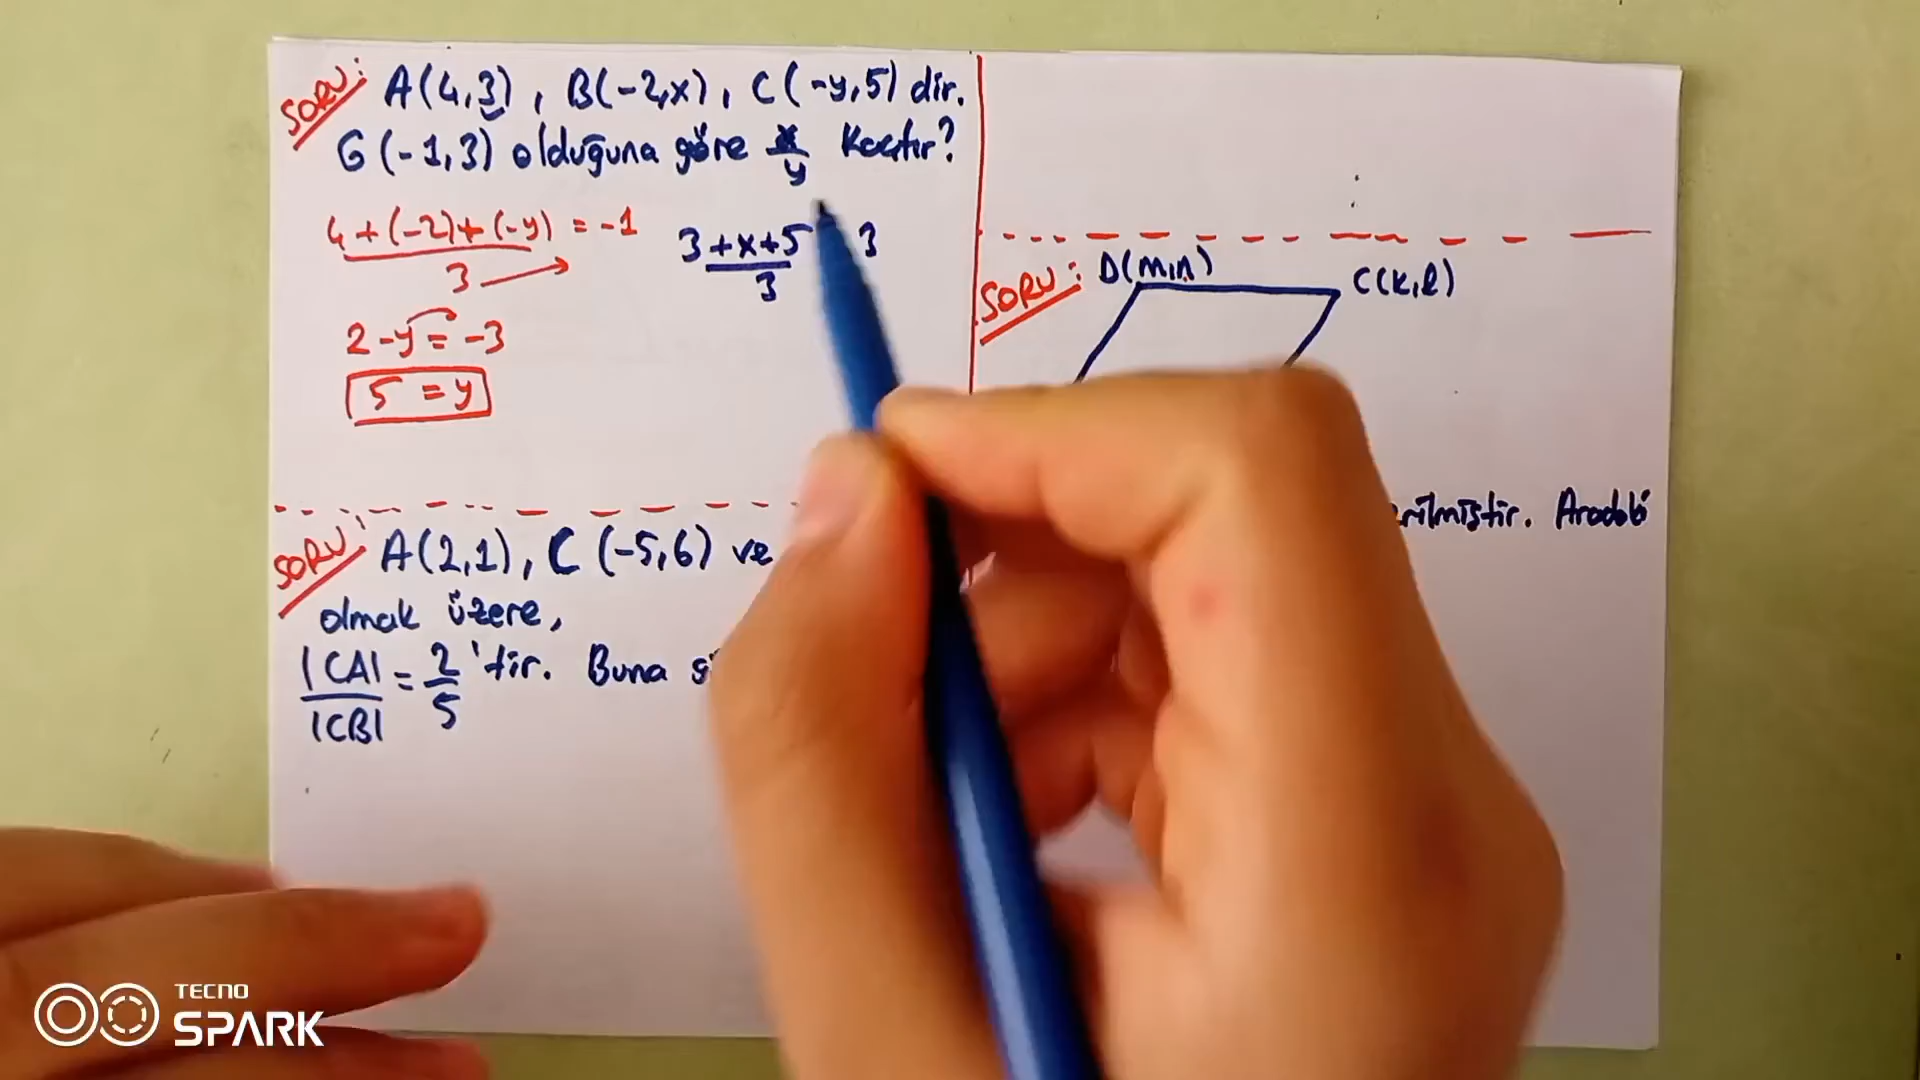 SORU: A(4,3), B(-2,x), C(-y,5) dir.
G(-1,3) olduğuna göre x/y Kaçtır?
4+(-2)+(-y) = -1
3
2-y = -3
5 = y
3+x+5 3
3
SORU: A(2,1), C(-5,6) ve
olmak üzere,
|CA|/|CB| = 2/5 'tir. Buna
SORU: D(m,n) C(k,l)
Aradaki
TECNO
SPARK